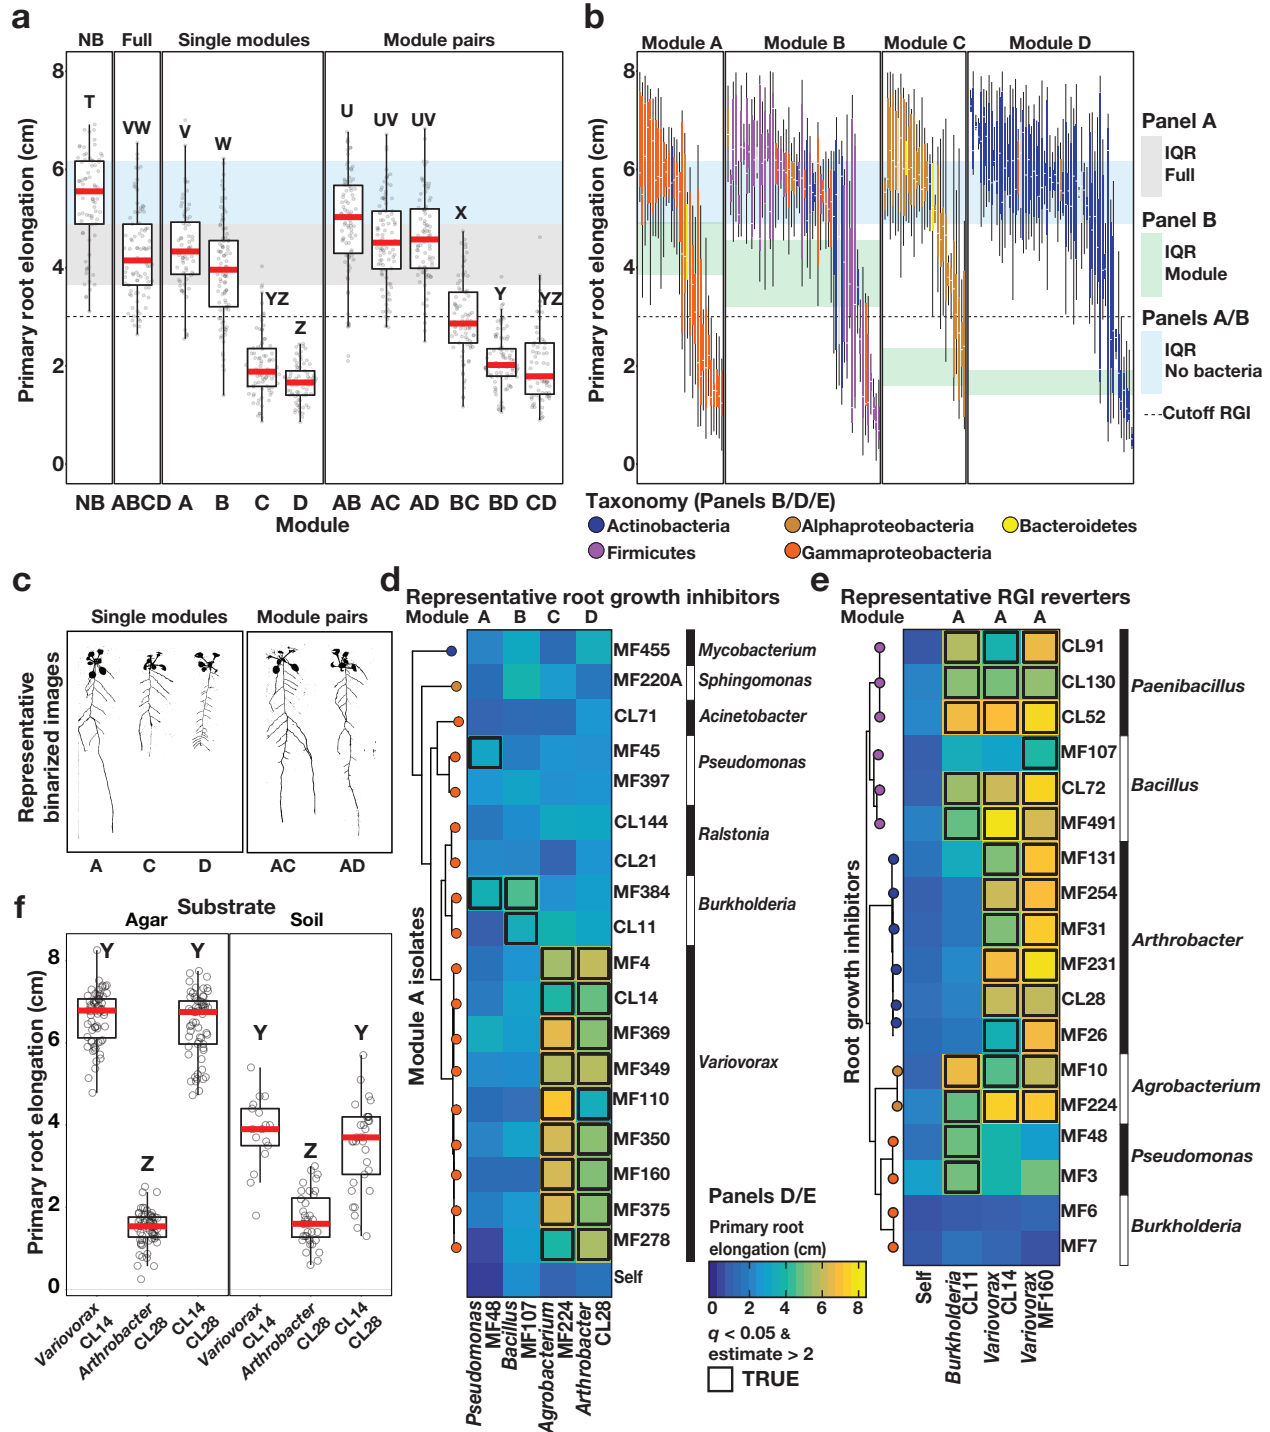 a
NB Full Single modules Module pairs
Primary root elongation (cm)
8
6
4
2
0
T
VW
V
W
YZ
Z
U
UV
UV
X
Y
YZ
NB ABCD A B C D AB AC AD BC BD CD
Module
b
Module A Module B Module C Module D
Primary root elongation (cm)
8
6
4
2
0
Panel A
IQR
Full
Panel B
IQR
Module
Panels A/B
IQR
No bacteria
Cutoff RGI
Taxonomy (Panels B/D/E)
Actinobacteria Alphaproteobacteria Bacteroidetes
Firmicutes Gammaproteobacteria
c
Single modules Module pairs
Representative
binarized images
A C D AC AD
d
Representative root growth inhibitors
Module A B C D
Module A isolates
MF455
MF220A
CL71
MF45
MF397
CL144
CL21
MF384
CL11
MF4
CL14
MF369
MF349
MF110
MF350
MF160
MF375
MF278
Self
Mycobacterium
Sphingomonas
Acinetobacter
Pseudomonas
Ralstonia
Burkholderia
Variovorax
Pseudomonas
MF48
Bacillus
MF107
Agrobacterium
MF224
Arthrobacter
CL28
e
Representative RGI reverters
Module A A A
Root growth inhibitors
CL91
CL130
CL52
MF107
CL72
MF491
MF131
MF254
MF31
MF231
CL28
MF26
MF10
MF224
MF48
MF3
MF6
MF7
Paenibacillus
Bacillus
Arthrobacter
Agrobacterium
Pseudomonas
Burkholderia
Self
Burkholderia
CL11
Variovorax
CL14
Variovorax
MF160
Panels D/E
Primary root
elongation (cm)
0 2 4 6 8
q < 0.05 &
estimate > 2
TRUE
f
Substrate
Agar Soil
Primary root elongation (cm)
8
6
4
2
0
Y
Z
Y
Y
Z
Y
Variovorax
CL14
Arthrobacter
CL28
CL14
CL28
Variovorax
CL14
Arthrobacter
CL28
CL14
CL28